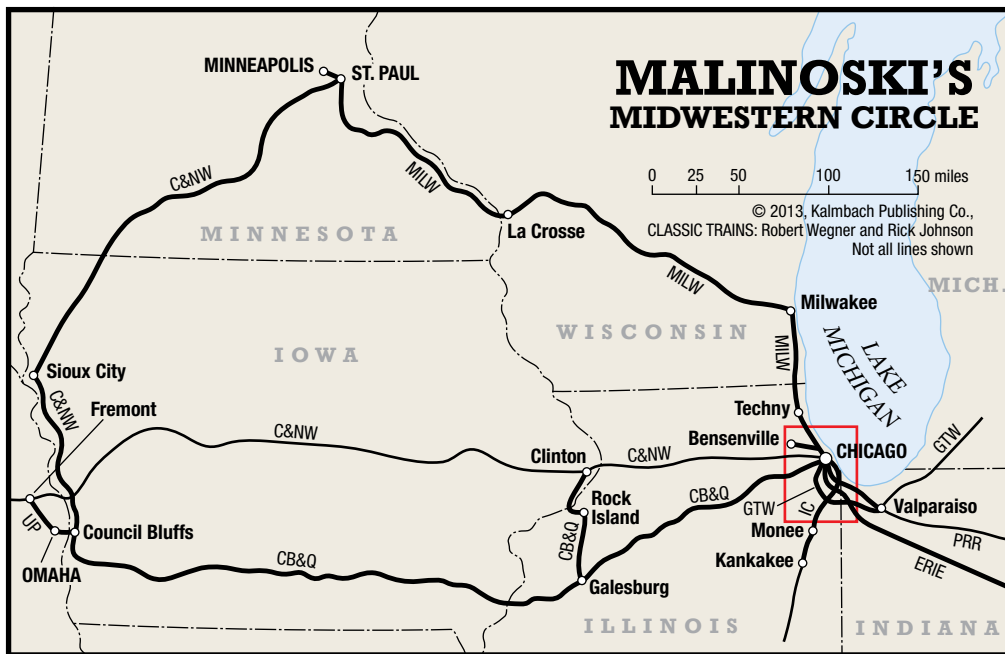 MALINOSKI'S
MIDWESTERN CIRCLE
0 25 50 100 150 miles
© 2013, Kalmbach Publishing Co.,
CLASSIC TRAINS: Robert Wegner and Rick Johnson
Not all lines shown
MINNEAPOLIS
ST. PAUL
C&NW
MILW
MINNESOTA
La Crosse
MILW
MICH.
Milwakee
WISCONSIN
IOWA
MILW
LAKE
MICHIGAN
Sioux City
C&NW
Fremont
Techny
Bensenville
GTW
C&NW
Clinton
C&NW
CHICAGO
Rock
Island
CB&Q
GTW
IC
Valparaiso
UP
Council Bluffs
CB&Q
Monee
PRR
OMAHA
CB&Q
Galesburg
Kankakee
ERIE
ILLINOIS
INDIANA